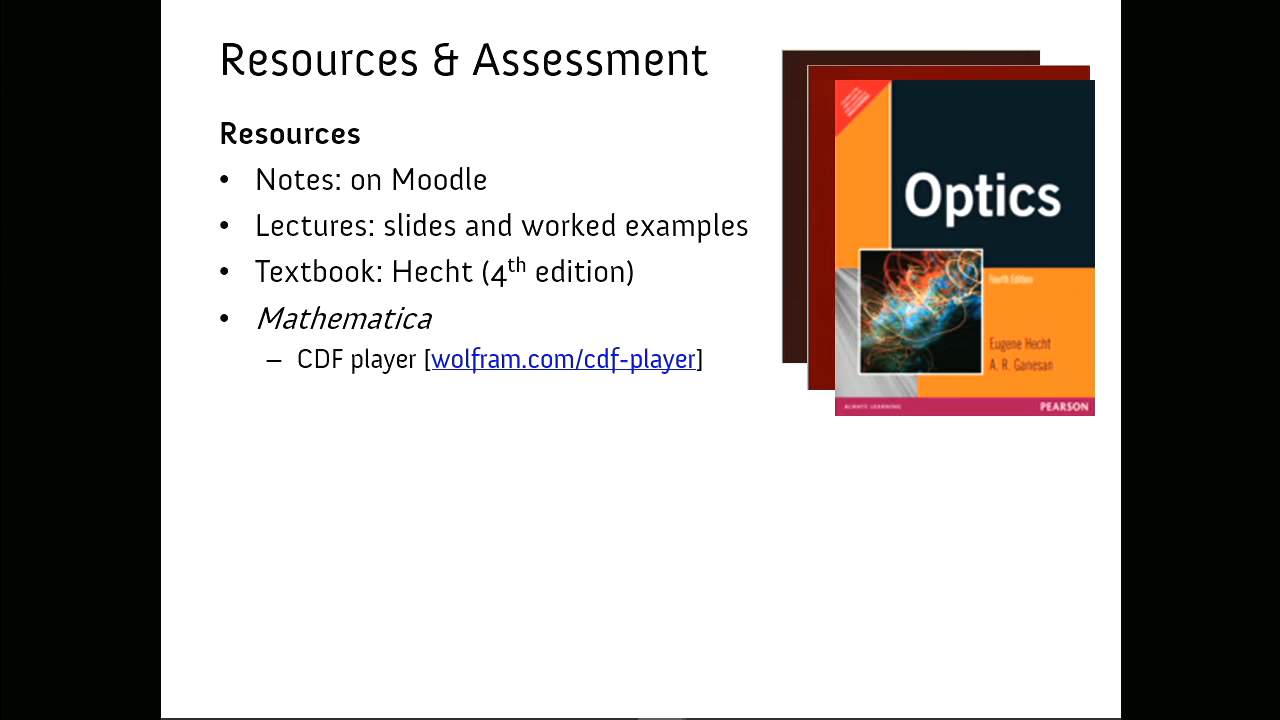 Resources & Assessment
Resources
• Notes: on Moodle
• Lectures: slides and worked examples
• Textbook: Hecht (4th edition)
• Mathematica
– CDF player [wolfram.com/cdf-player]
Optics
Fourth Edition
Eugene Hecht
A. R. Ganesan
ALWAYS LEARNING
PEARSON